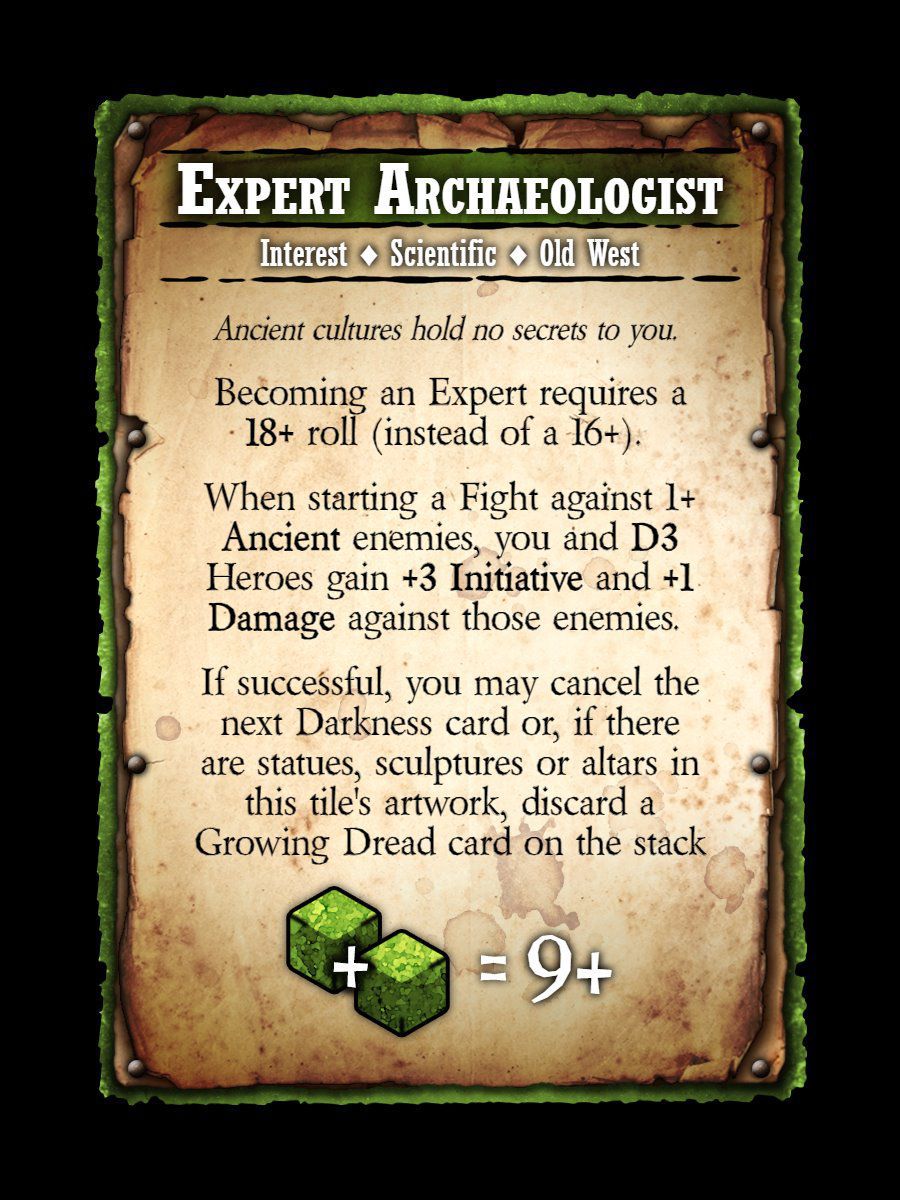 Expert Archaeologist
Interest ◆ Scientific ◆ Old West
Ancient cultures hold no secrets to you.
Becoming an Expert requires a
18+ roll (instead of a 16+).
When starting a Fight against 1+
Ancient enemies, you and D3
Heroes gain +3 Initiative and +1
Damage against those enemies.
If successful, you may cancel the
next Darkness card or, if there
are statues, sculptures or altars in
this tile's artwork, discard a
Growing Dread card on the stack
+ = 9+